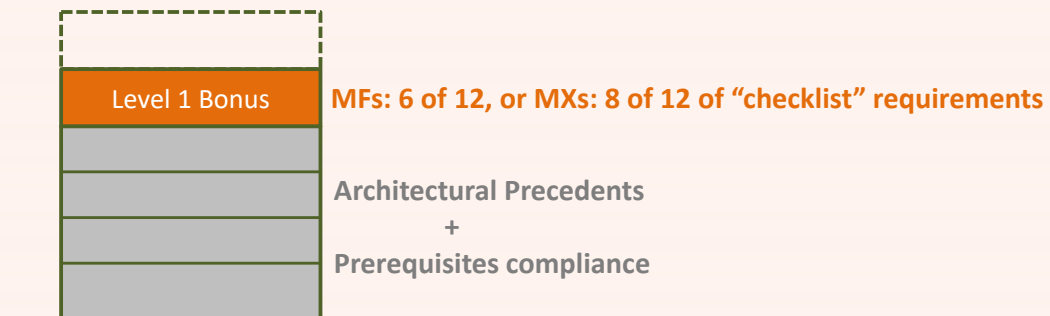 Level 1 Bonus
MFs: 6 of 12, or MXs: 8 of 12 of “checklist” requirements
Architectural Precedents
+
Prerequisites compliance